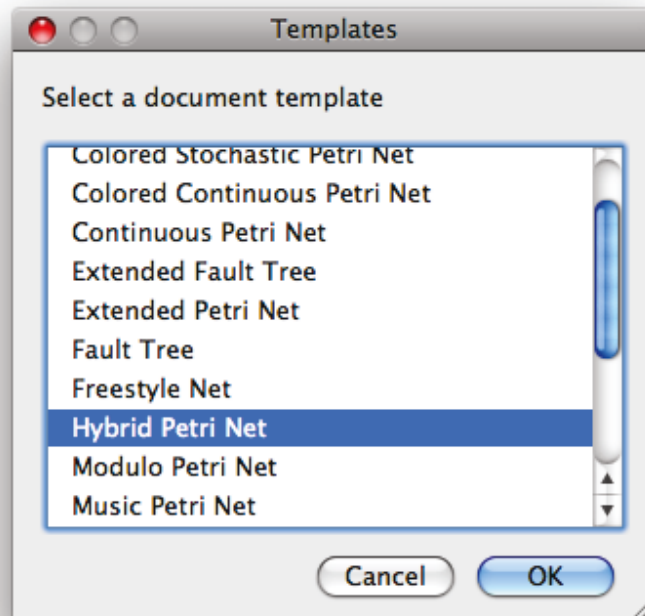 Templates
Select a document template
Colored Stochastic Petri Net
Colored Continuous Petri Net
Continuous Petri Net
Extended Fault Tree
Extended Petri Net
Fault Tree
Freestyle Net
Hybrid Petri Net
Modulo Petri Net
Music Petri Net
Cancel OK